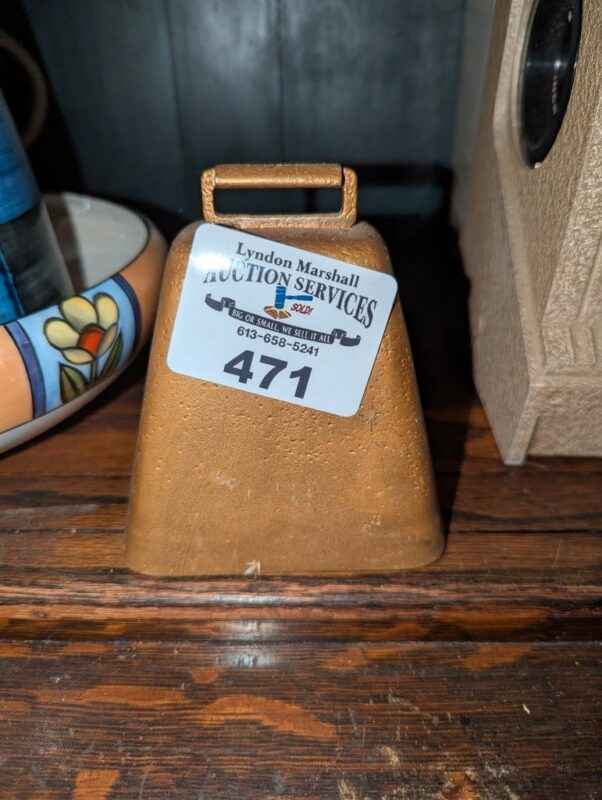 Lyndon Marshall
AUCTION SERVICES
SOLD!
BIG OR SMALL, WE SELL IT ALL
613-658-5241
471